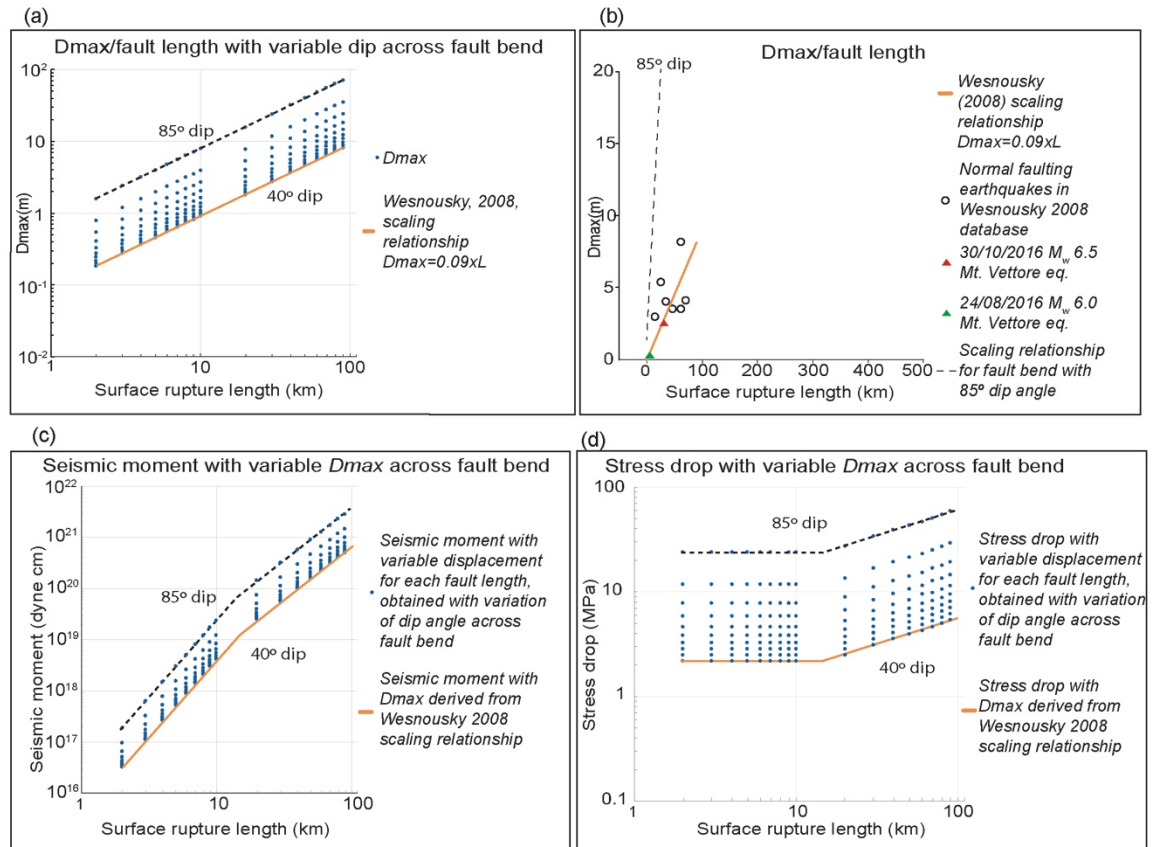 (a)
Dmax/fault length with variable dip across fault bend
10²
10
1
10⁻¹
10⁻²
Dmax(m)
85º dip
40º dip
1
10
100
Surface rupture length (km)
Dmax
Wesnousky, 2008,
scaling
relationship
Dmax=0.09xL
(b)
Dmax/fault length
85º dip
20
15
10
5
0
Dmax(m)
0 100 200 300 400 500
Surface rupture length (km)
Wesnousky
(2008) scaling
relationship
Dmax=0.09xL
Normal faulting
earthquakes in
Wesnousky 2008
database
30/10/2016 Mw 6.5
Mt. Vettore eq.
24/08/2016 Mw 6.0
Mt. Vettore eq.
Scaling relationship
for fault bend with
85º dip angle
(c)
Seismic moment with variable Dmax across fault bend
10²²
10²¹
10²⁰
10¹⁹
10¹⁸
10¹⁷
10¹⁶
Seismic moment (dyne cm)
85º dip
40º dip
1
10
100
Surface rupture length (km)
Seismic moment with
variable displacement
for each fault length,
obtained with variation
of dip angle across
fault bend
Seismic moment with
Dmax derived from
Wesnousky 2008
scaling relationship
(d)
Stress drop with variable Dmax across fault bend
100
10
1
0.1
Stress drop (MPa)
85º dip
40º dip
1
10
100
Surface rupture length (km)
Stress drop with
variable displacement
for each fault length,
obtained with variation
of dip angle across
fault bend
Stress drop with
Dmax derived from
Wesnousky 2008
scaling relationship